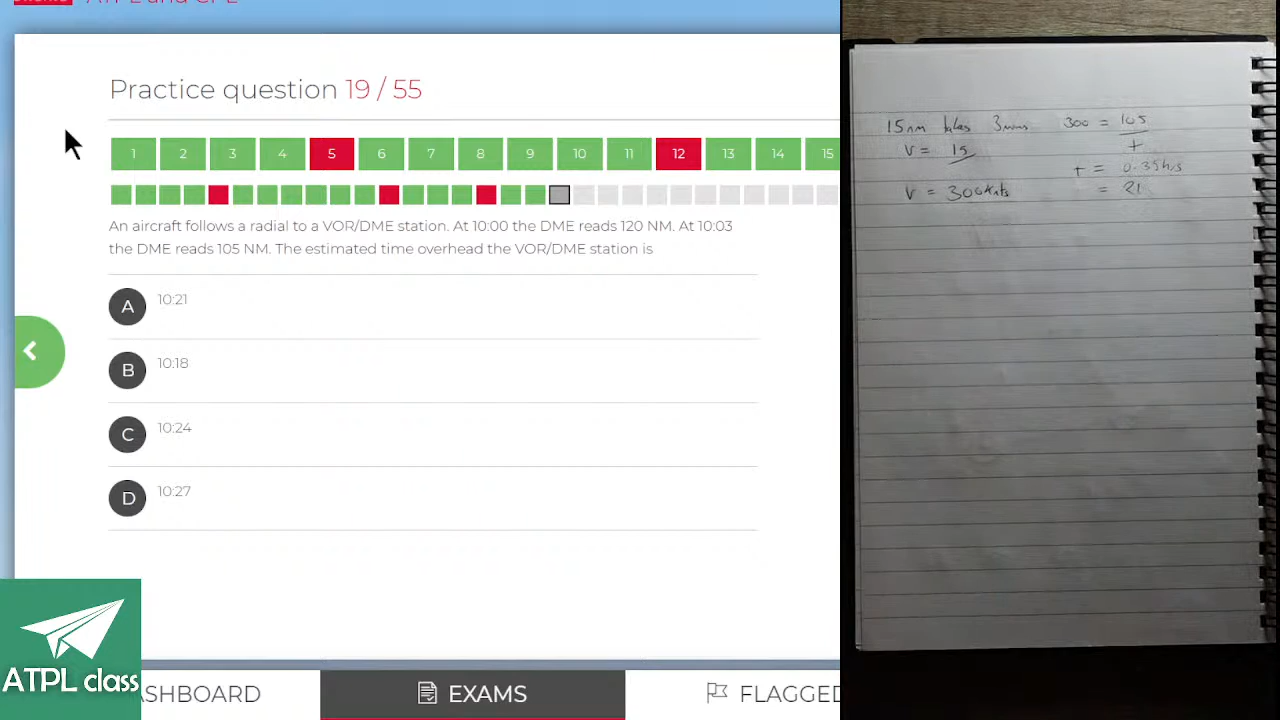 ATPL and CPL
Practice question 19 / 55
1 2 3 4 5 6 7 8 9 10 11 12 13 14 15
An aircraft follows a radial to a VOR/DME station. At 10:00 the DME reads 120 NM. At 10:03
the DME reads 105 NM. The estimated time overhead the VOR/DME station is
A 10:21
B 10:18
C 10:24
D 10:27
ATPL class
ASHBOARD
EXAMS
FLAGGED
15nm takes 3mins
V = 15
V = 300knts
300 = 105
t
t = 0.35hrs
= 21